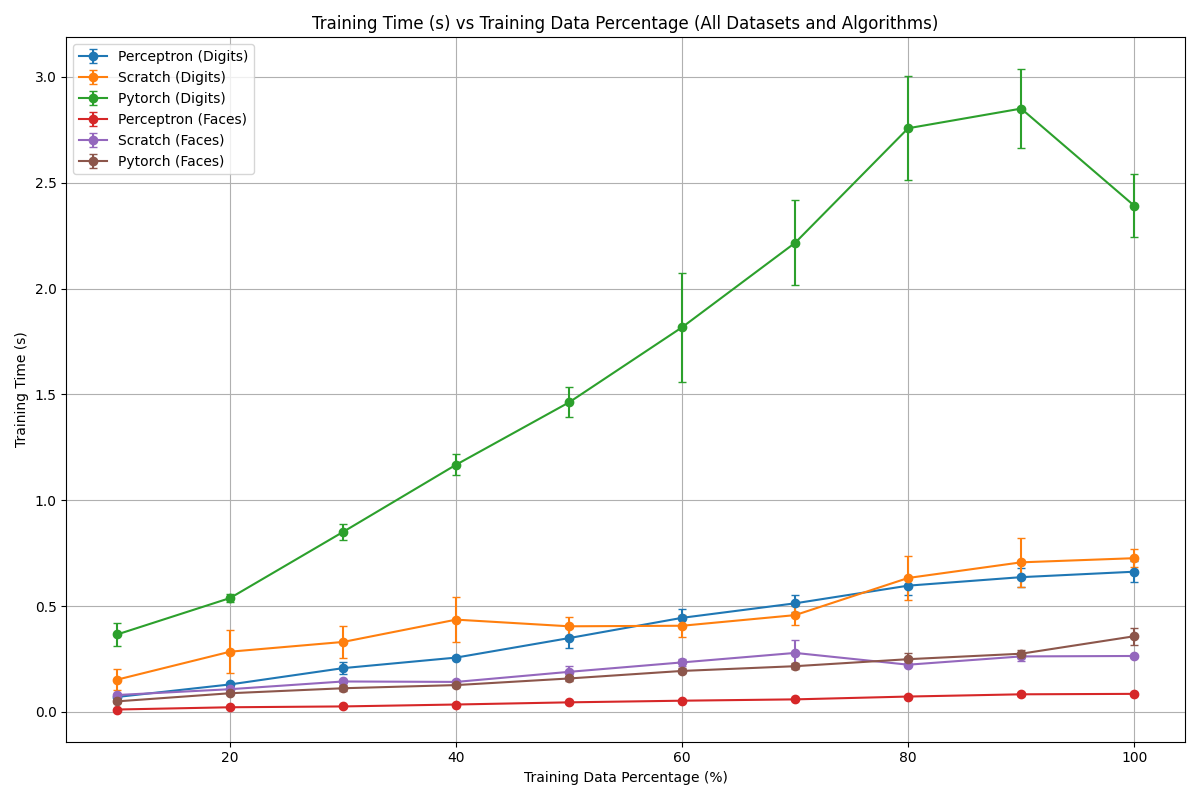 Training Time (s) vs Training Data Percentage (All Datasets and Algorithms)
Perceptron (Digits)
Scratch (Digits)
Pytorch (Digits)
Perceptron (Faces)
Scratch (Faces)
Pytorch (Faces)
3.0
2.5
2.0
1.5
1.0
0.5
0.0
Training Time (s)
20 40 60 80 100
Training Data Percentage (%)